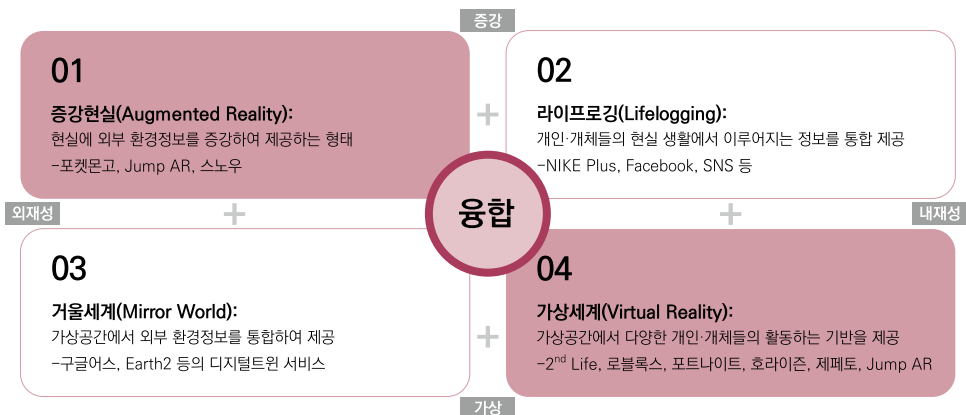 증강
01
증강현실(Augmented Reality):
현실에 외부 환경정보를 증강하여 제공하는 형태
-포켓몬고, Jump AR, 스노우
02
라이프로깅(Lifelogging):
개인·개체들의 현실 생활에서 이루어지는 정보를 통합 제공
-NIKE Plus, Facebook, SNS 등
외재성
융합
내재성
03
거울세계(Mirror World):
가상공간에서 외부 환경정보를 통합하여 제공
-구글어스, Earth2 등의 디지털트윈 서비스
04
가상세계(Virtual Reality):
가상공간에서 다양한 개인·개체들의 활동하는 기반을 제공
-2nd Life, 로블록스, 포트나이트, 호라이즌, 제페토, Jump AR
가상